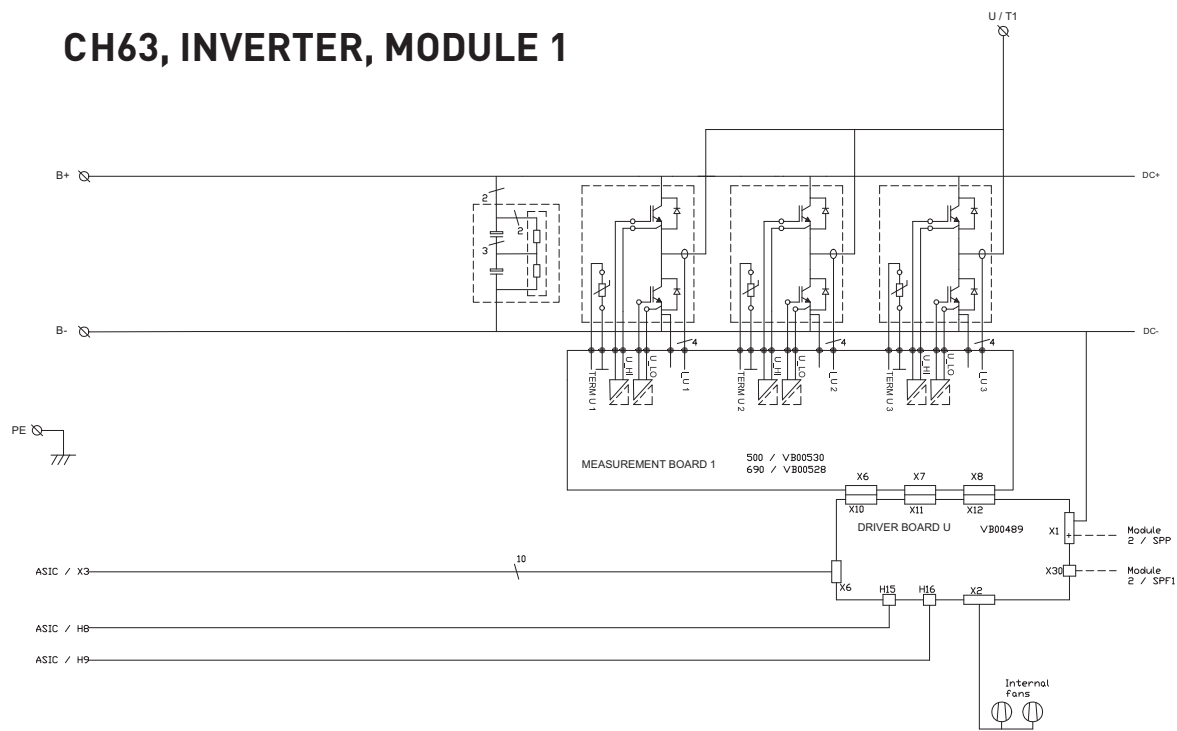 CH63, INVERTER, MODULE 1
U / T1
B+
DC+
2
2
3
B-
DC-
4
4
4
TERM U 1
U_HI
U_LO
I_U 1
TERM U 2
U_HI
U_LO
I_U 2
TERM U 3
U_HI
U_LO
I_U 3
PE
MEASUREMENT BOARD 1
500 / VB00530
690 / VB00528
X6
X7
X8
X10
X11
X12
DRIVER BOARD U
VB00489
X1
+
Module
2 / SPP
10
ASIC / X3
X6
X30
Module
2 / SPF1
H15
H16
X2
ASIC / H8
ASIC / H9
Internal
fans